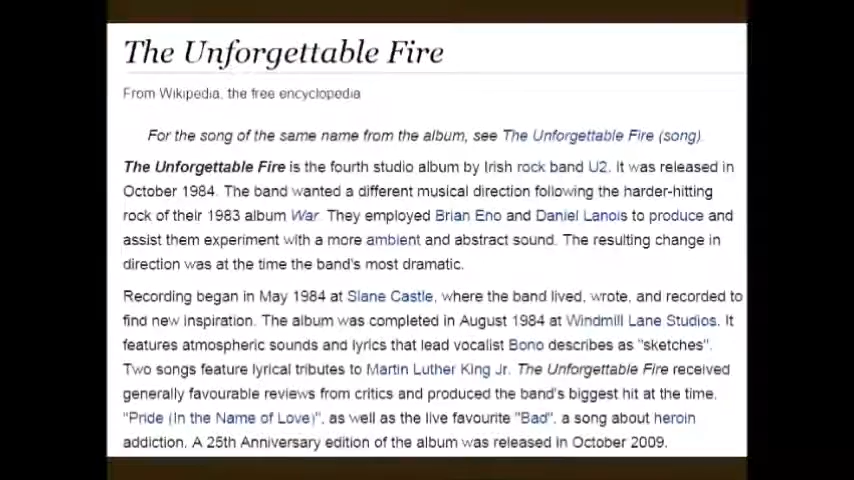 The Unforgettable Fire
From Wikipedia, the free encyclopedia
For the song of the same name from the album, see The Unforgettable Fire (song).
The Unforgettable Fire is the fourth studio album by Irish rock band U2. It was released in
October 1984. The band wanted a different musical direction following the harder-hitting
rock of their 1983 album War. They employed Brian Eno and Daniel Lanois to produce and
assist them experiment with a more ambient and abstract sound. The resulting change in
direction was at the time the band's most dramatic.
Recording began in May 1984 at Slane Castle, where the band lived, wrote, and recorded to
find new inspiration. The album was completed in August 1984 at Windmill Lane Studios. It
features atmospheric sounds and lyrics that lead vocalist Bono describes as "sketches".
Two songs feature lyrical tributes to Martin Luther King Jr. The Unforgettable Fire received
generally favourable reviews from critics and produced the band's biggest hit at the time,
"Pride (In the Name of Love)", as well as the live favourite "Bad", a song about heroin
addiction. A 25th Anniversary edition of the album was released in October 2009.